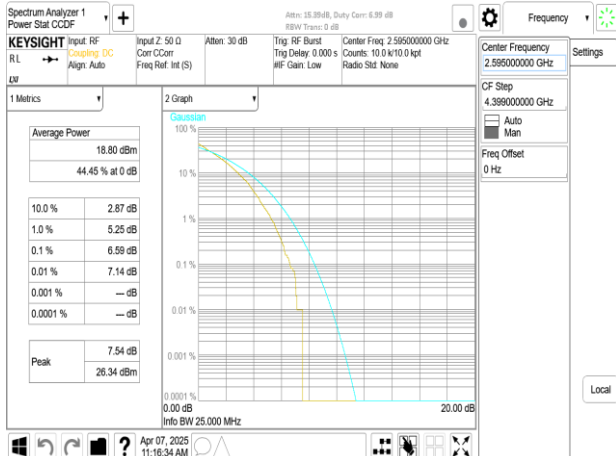 Spectrum Analyzer 1
Power Stat CCDF
+
Attn: 15.39dB, Duty Corr: 6.99 dB
RBW Trans: 0 dB
Frequency
KEYSIGHT
RL
LXI
Input: RF
Coupling: DC
Align: Auto
Input Z: 50 Ω
Corr CCorr
Freq Ref: Int (S)
Atten: 30 dB
Trig: RF Burst
Trig Delay: 0.000 s
#IF Gain: Low
Center Freq: 2.595000000 GHz
Counts: 10.0 k/10.0 kpt
Radio Std: None
Center Frequency
2.595000000 GHz
Settings
CF Step
4.399000000 GHz
Auto
Man
Freq Offset
0 Hz
Local
1 Metrics
Average Power
18.80 dBm
44.45 % at 0 dB
10.0 % 2.87 dB
1.0 % 5.25 dB
0.1 % 6.59 dB
0.01 % 7.14 dB
0.001 % --- dB
0.0001 % --- dB
Peak
7.54 dB
26.34 dBm
2 Graph
Gaussian
100 %
10 %
1 %
0.1 %
0.01 %
0.001 %
0.0001 %
0.00 dB
20.00 dB
Info BW 25.000 MHz
?
Apr 07, 2025
11:16:34 AM